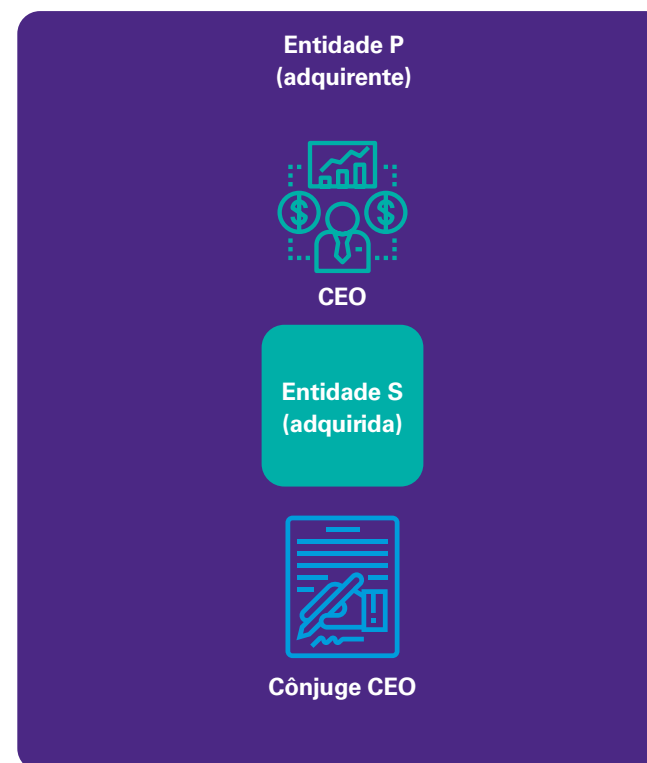 Entidade P
(adquirente)
$
$
CEO
Entidade S
(adquirida)
Cônjuge CEO